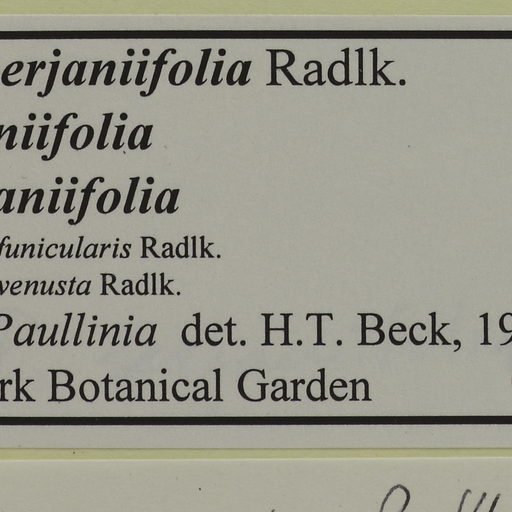 erjaniifolia Radlk.
niifolia
aniifolia
funicularis Radlk.
venusta Radlk.
Paullinia det. H.T. Beck, 19
rk Botanical Garden